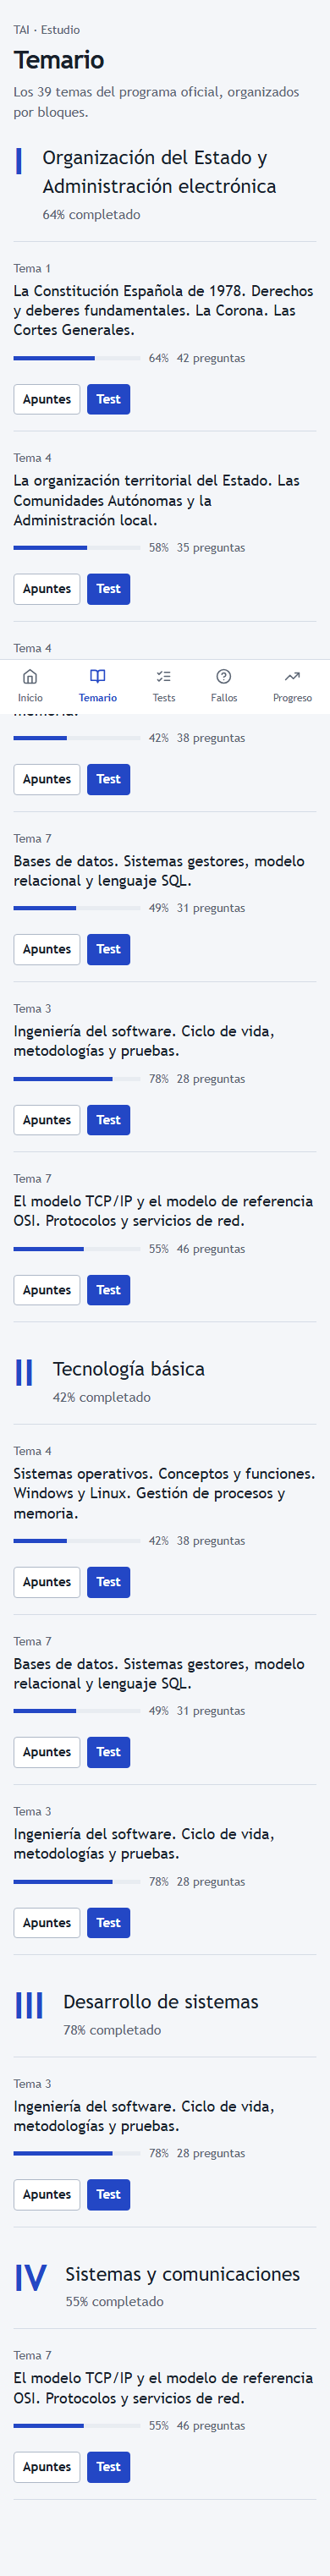 TAI · Estudio
Temario
Los 39 temas del programa oficial, organizados
por bloques.
I
Organización del Estado y
Administración electrónica
64% completado
Tema 1
La Constitución Española de 1978. Derechos
y deberes fundamentales. La Corona. Las
Cortes Generales.
64% 42 preguntas
Apuntes Test
Tema 4
La organización territorial del Estado. Las
Comunidades Autónomas y la
Administración local.
58% 35 preguntas
Apuntes Test
Tema 4
Inicio Temario Tests Fallos Progreso
42% 38 preguntas
Apuntes Test
Tema 7
Bases de datos. Sistemas gestores, modelo
relacional y lenguaje SQL.
49% 31 preguntas
Apuntes Test
Tema 3
Ingeniería del software. Ciclo de vida,
metodologías y pruebas.
78% 28 preguntas
Apuntes Test
Tema 7
El modelo TCP/IP y el modelo de referencia
OSI. Protocolos y servicios de red.
55% 46 preguntas
Apuntes Test
II
Tecnología básica
42% completado
Tema 4
Sistemas operativos. Conceptos y funciones.
Windows y Linux. Gestión de procesos y
memoria.
42% 38 preguntas
Apuntes Test
Tema 7
Bases de datos. Sistemas gestores, modelo
relacional y lenguaje SQL.
49% 31 preguntas
Apuntes Test
Tema 3
Ingeniería del software. Ciclo de vida,
metodologías y pruebas.
78% 28 preguntas
Apuntes Test
III
Desarrollo de sistemas
78% completado
Tema 3
Ingeniería del software. Ciclo de vida,
metodologías y pruebas.
78% 28 preguntas
Apuntes Test
IV
Sistemas y comunicaciones
55% completado
Tema 7
El modelo TCP/IP y el modelo de referencia
OSI. Protocolos y servicios de red.
55% 46 preguntas
Apuntes Test